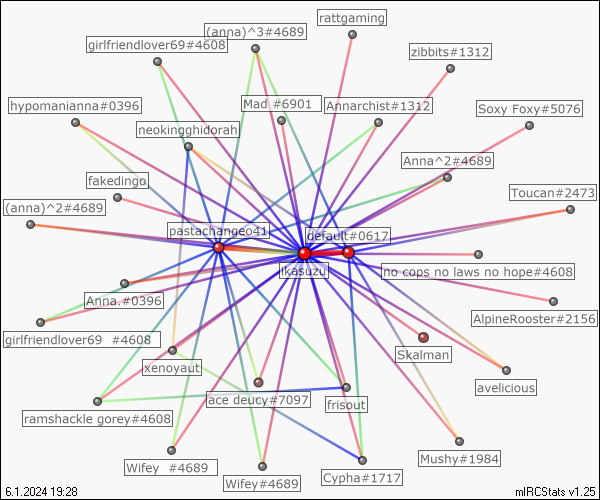 rattgaming
(anna)^3#4689
girlfriendlover69#4608
zibbits#1312
hypomanianna#0396
Mad #6901
Annarchist#1312
Soxy Foxy#5076
neokingghidorah
Anna^2#4689
fakedingo
Toucan#2473
(anna)^2#4689
pastachangeo41
default#0617
ikasuzu
no cops no laws no hope#4608
Anna.#0396
AlpineRooster#2156
girlfriendlover69 #4608
Skalman
xenoyaut
avelicious
ace deucy#7097
frisout
ramshackle gorey#4608
Mushy#1984
Wifey #4689
Wifey#4689
Cypha#1717
6.1.2024 19:28
mIRCStats v1.25